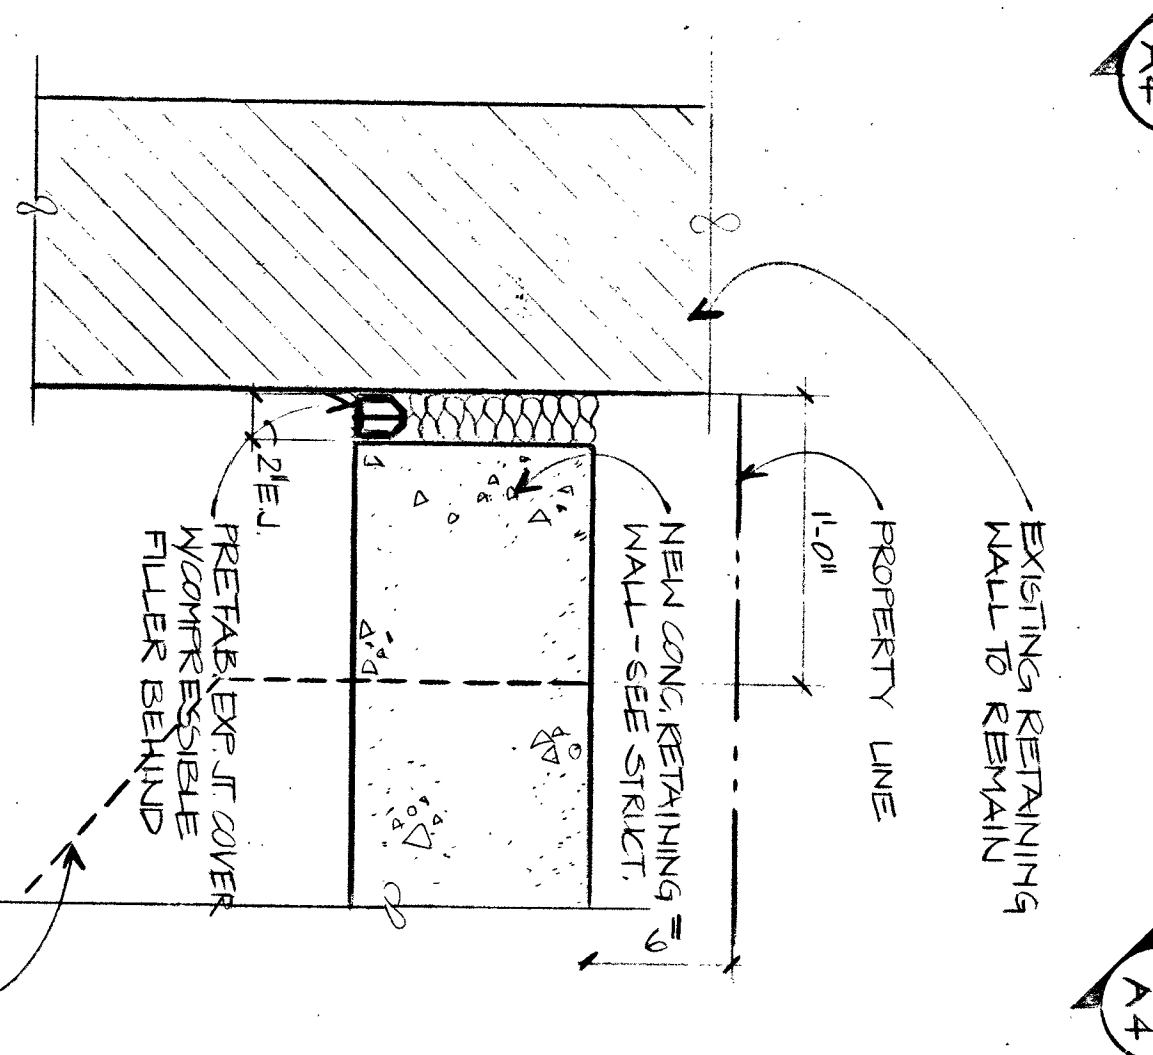 A4
EXISTING RETAINING
WALL TO REMAIN
PROPERTY LINE
1'-0"
NEW CONC. RETAINING
WALL - SEE STRUCT.
6"
2" E.J.
PREFAB. EXP. JT. COVER
W/COMPRESSIBLE
FILLER BEHIND
A4